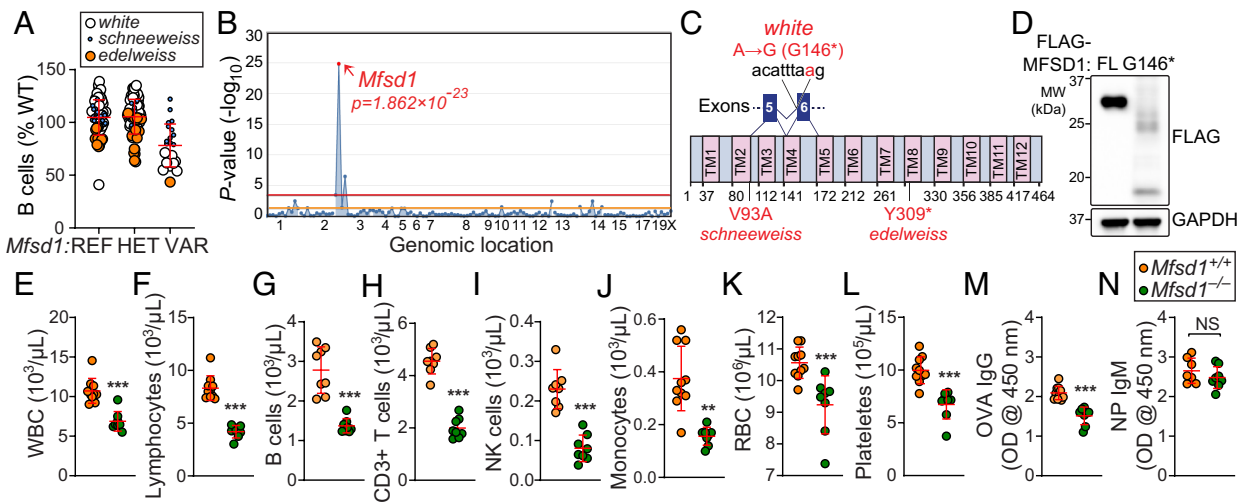 A
white
schneeweiss
edelweiss
B cells (% WT)
150
100
50
0
Mfsd1: REF HET VAR
B
P-value (-log10)
30
25
20
15
10
5
0
Mfsd1
p=1.862×10−23
1 2 3 4 5 6 7 8 9 10 11 12 13 14 15 17 19X
Genomic location
C
white
A→G (G146*)
acatttaag
Exons
5
6
TM1 TM2 TM3 TM4 TM5 TM6 TM7 TM8 TM9 TM10 TM11 TM12
1 37 80 112 141 172 212 261 330 356 385 417 464
V93A
schneeweiss
Y309*
edelweiss
D
FLAG-
MFSD1: FL G146*
MW
(kDa)
37
25
20
37
FLAG
GAPDH
Mfsd1+/+
Mfsd1−/−
E
WBC (10³/µL)
20
15
10
5
0
***
F
Lymphocytes (10³/µL)
15
10
5
0
***
G
B cells (10³/µL)
4
3
2
1
0
***
H
CD3+ T cells (10³/µL)
6
4
2
0
***
I
NK cells (10³/µL)
0.4
0.3
0.2
0.1
0.0
***
J
Monocytes (10³/µL)
0.8
0.6
0.4
0.2
0.0
**
K
RBC (10⁶/µL)
12
11
10
9
8
7
***
L
Plateletes (10⁵/µL)
15
10
5
0
***
M
OVA IgG
(OD @ 450 nm)
4
3
2
1
0
***
N
NP IgM
(OD @ 450 nm)
4
3
2
1
0
NS